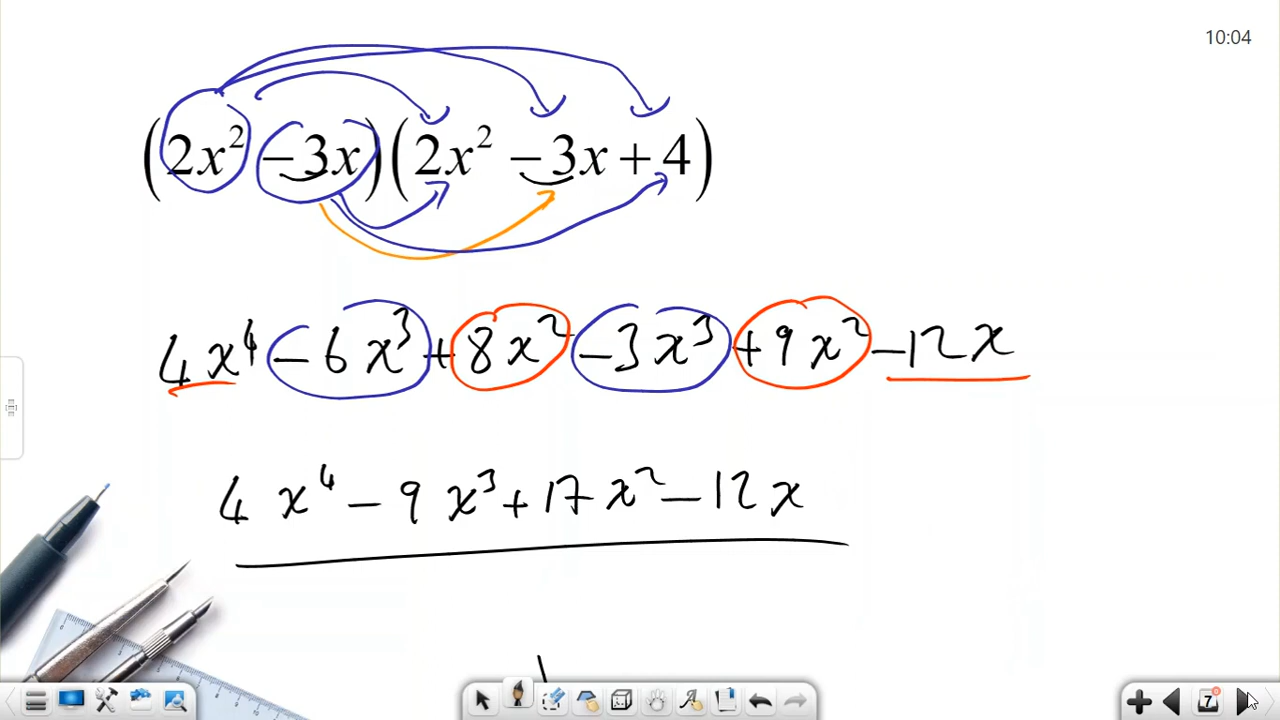 10:04
(2x² − 3x)(2x² − 3x + 4)
4x⁴ − 6x³ + 8x² − 3x³ + 9x² − 12x
4x⁴ − 9x³ + 17x² − 12x